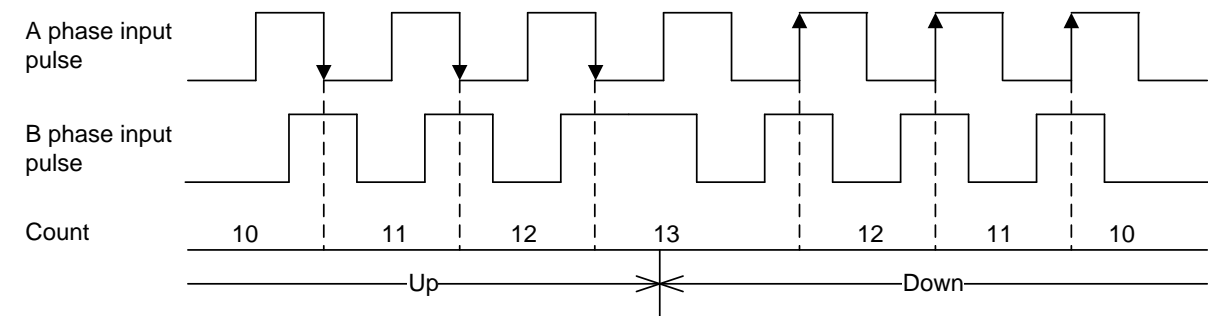 A phase input
pulse
B phase input
pulse
Count 10 11 12 13 12 11 10
Up Down